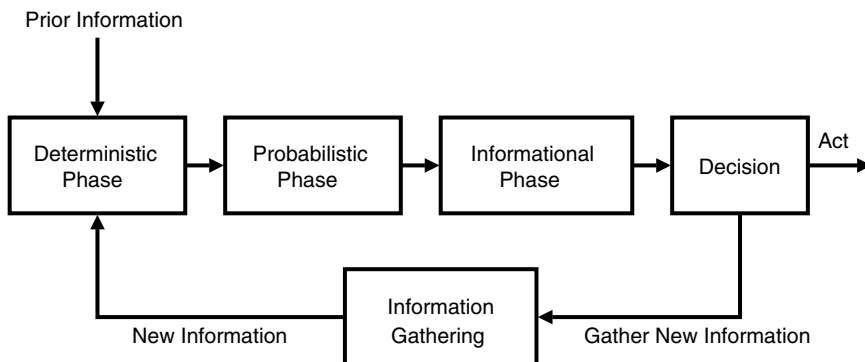 Prior Information
Deterministic
Phase
Probabilistic
Phase
Informational
Phase
Decision
Act
Information
Gathering
New Information
Gather New Information